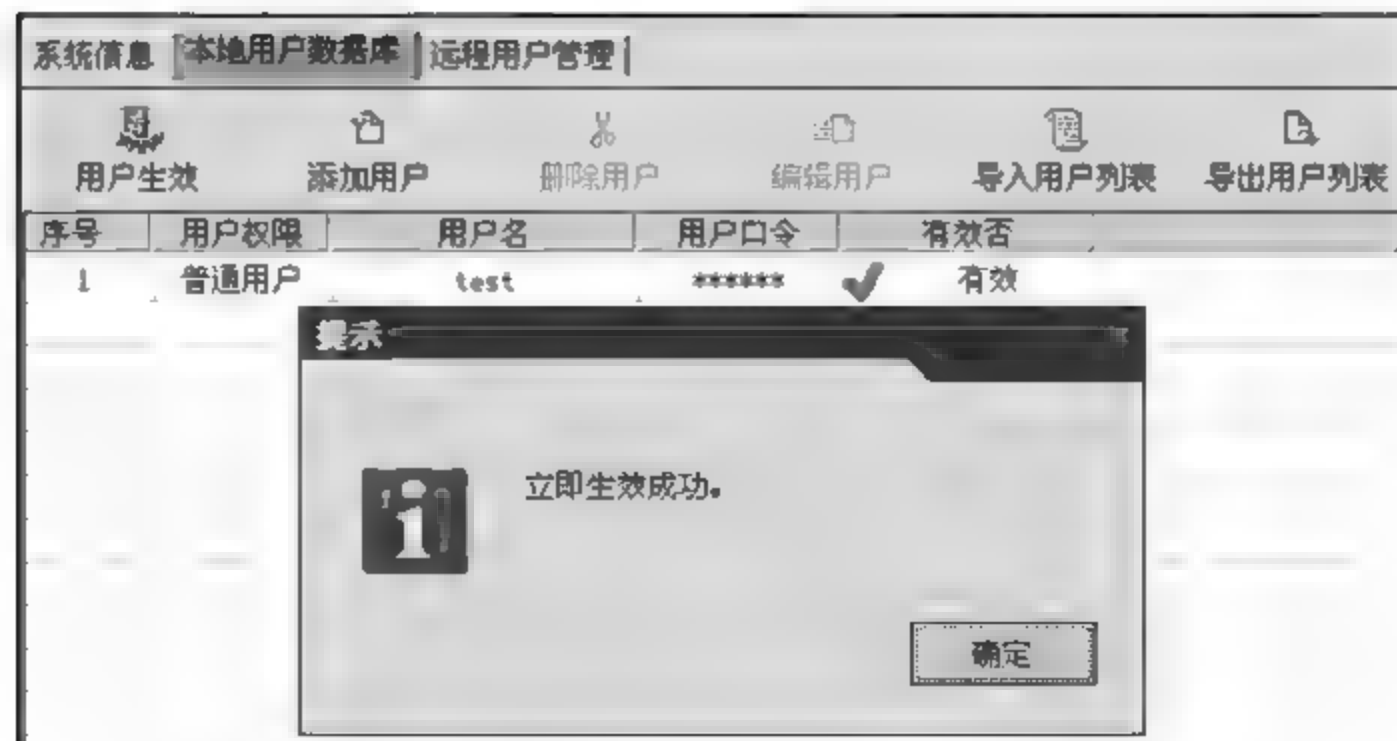 系统信息 本地用户数据库 远程用户管理
用户生效 添加用户 删除用户 编辑用户 导入用户列表 导出用户列表
序号 用户权限 用户名 用户口令 有效否
1 普通用户 test ****** 有效
提示
立即生效成功。
确定